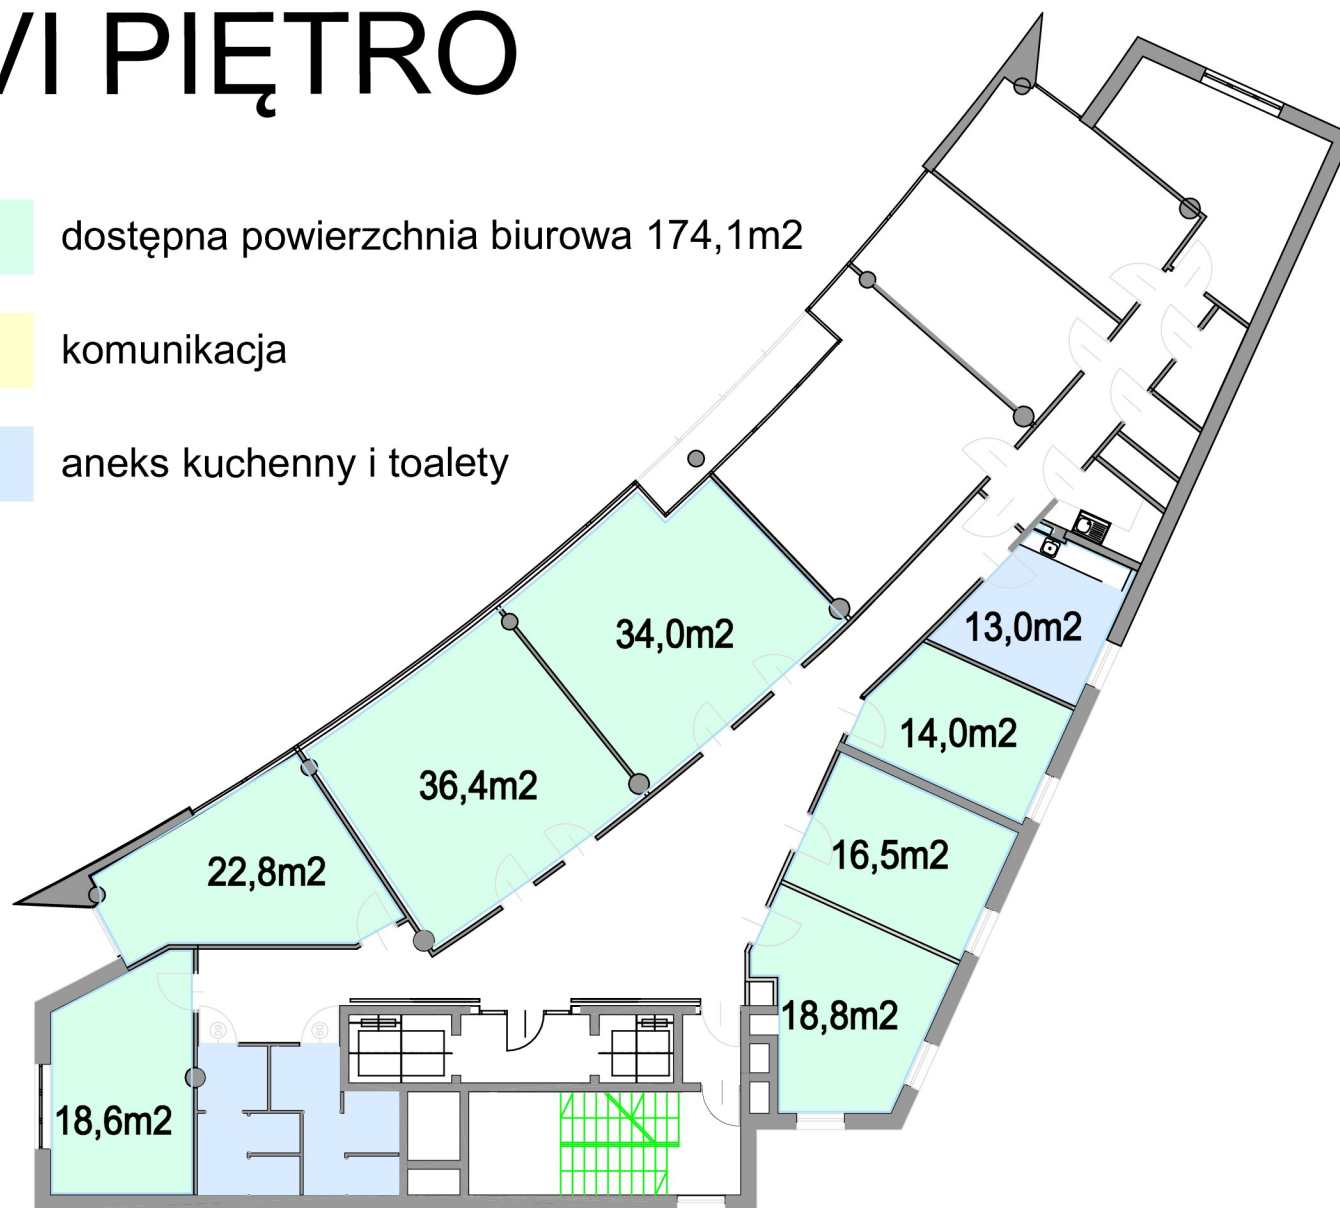 VI PIĘTRO
dostępna powierzchnia biurowa 174,1m2
komunikacja
aneks kuchenny i toalety
13,0m2
34,0m2
14,0m2
36,4m2
16,5m2
22,8m2
18,8m2
18,6m2